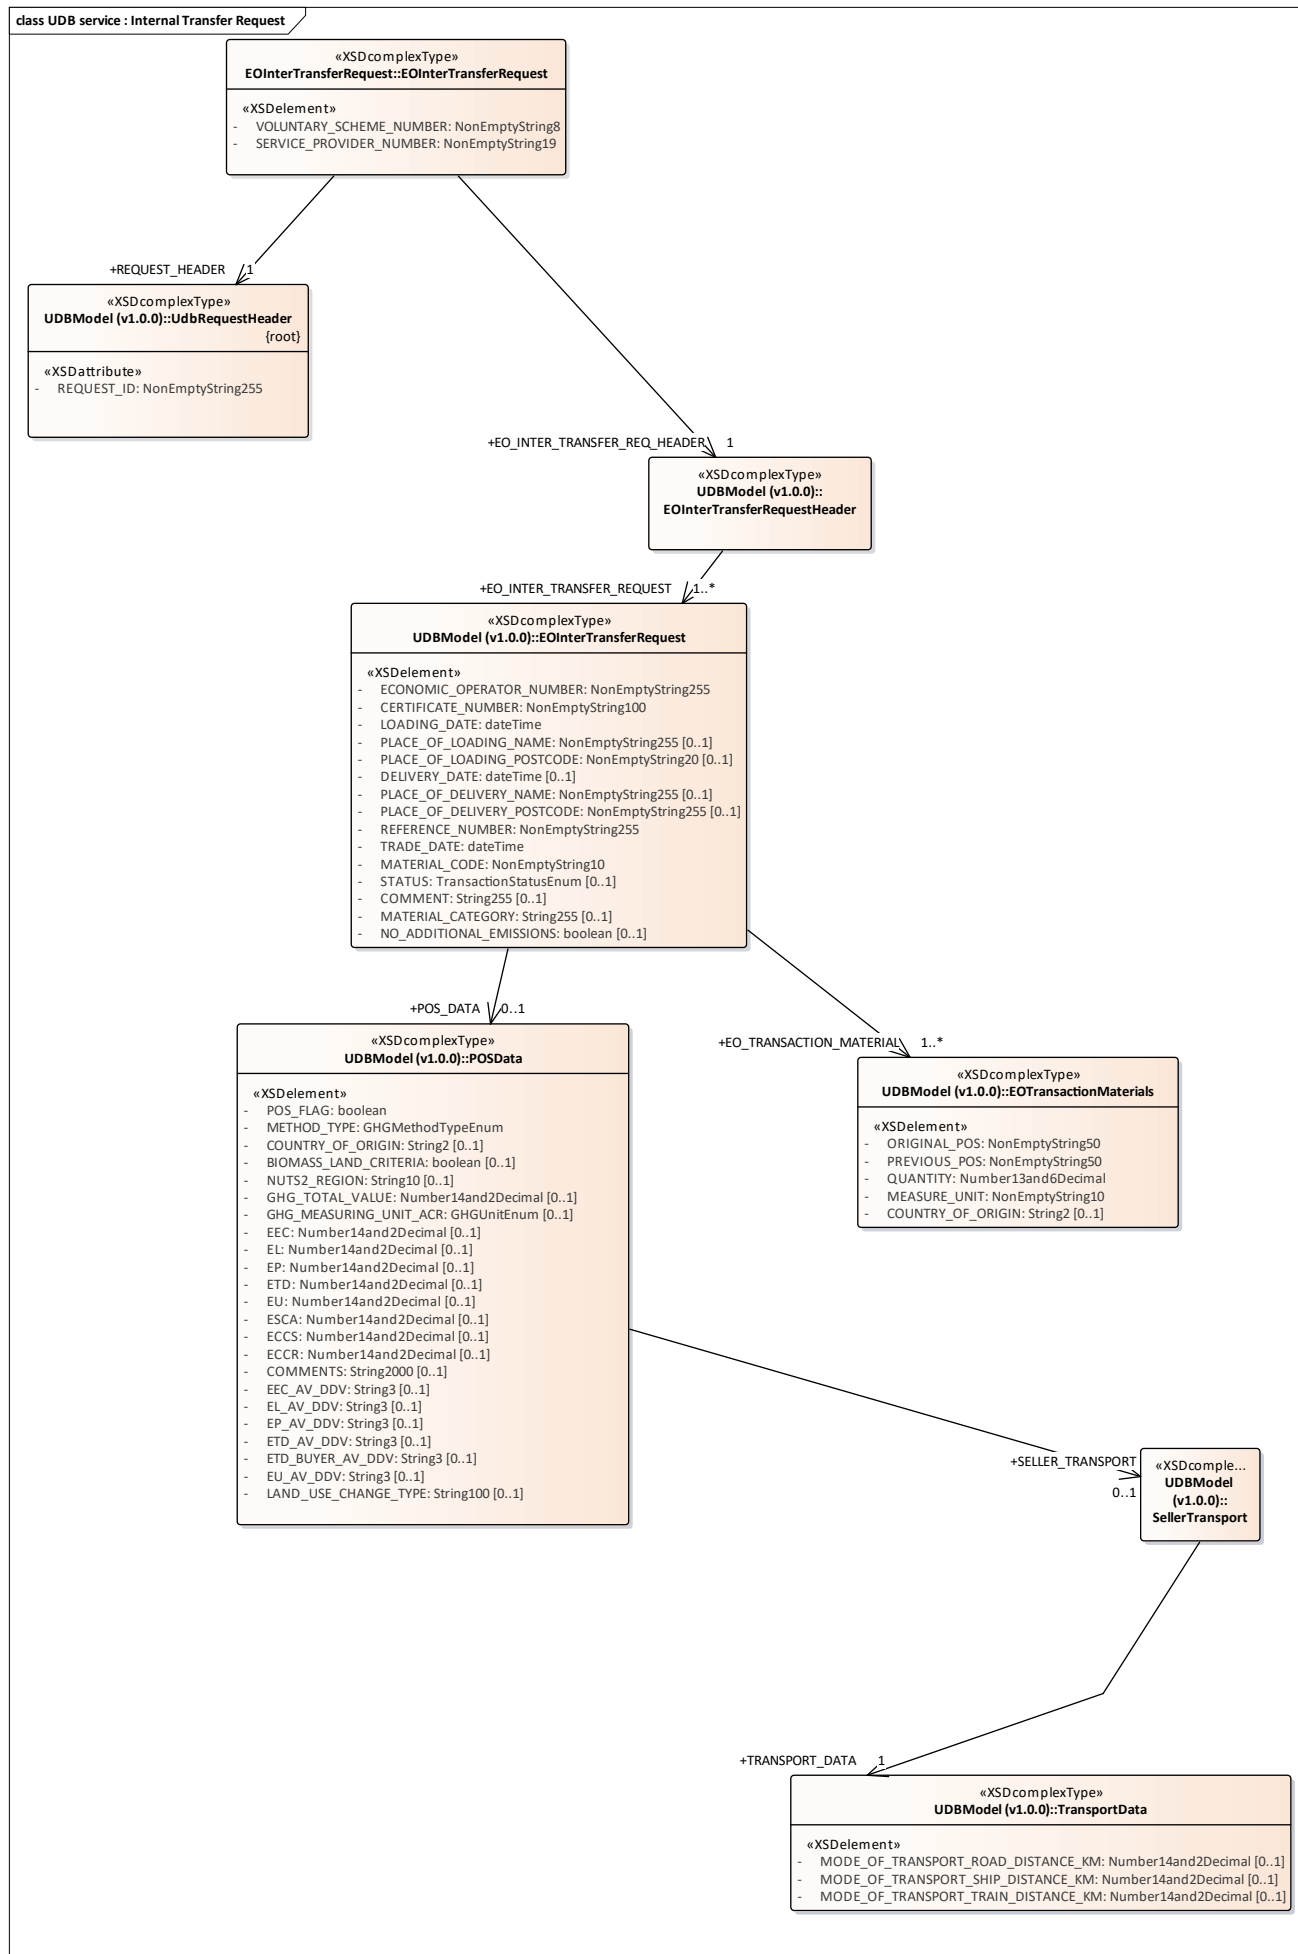 class UDB service : Internal Transfer Request
«XSDcomplexType»
EOInterTransferRequest::EOInterTransferRequest
«XSDelement»
- VOLUNTARY_SCHEME_NUMBER: NonEmptyString8
- SERVICE_PROVIDER_NUMBER: NonEmptyString19
+REQUEST_HEADER 1
«XSDcomplexType»
UDBModel (v1.0.0)::UdbRequestHeader
{root}
«XSDattribute»
- REQUEST_ID: NonEmptyString255
+EO_INTER_TRANSFER_REQ_HEADER 1
«XSDcomplexType»
UDBModel (v1.0.0)::
EOInterTransferRequestHeader
+EO_INTER_TRANSFER_REQUEST 1..*
«XSDcomplexType»
UDBModel (v1.0.0)::EOInterTransferRequest
«XSDelement»
- ECONOMIC_OPERATOR_NUMBER: NonEmptyString255
- CERTIFICATE_NUMBER: NonEmptyString100
- LOADING_DATE: dateTime
- PLACE_OF_LOADING_NAME: NonEmptyString255 [0..1]
- PLACE_OF_LOADING_POSTCODE: NonEmptyString20 [0..1]
- DELIVERY_DATE: dateTime [0..1]
- PLACE_OF_DELIVERY_NAME: NonEmptyString255 [0..1]
- PLACE_OF_DELIVERY_POSTCODE: NonEmptyString255 [0..1]
- REFERENCE_NUMBER: NonEmptyString255
- TRADE_DATE: dateTime
- MATERIAL_CODE: NonEmptyString10
- STATUS: TransactionStatusEnum [0..1]
- COMMENT: String255 [0..1]
- MATERIAL_CATEGORY: String255 [0..1]
- NO_ADDITIONAL_EMISSIONS: boolean [0..1]
+POS_DATA 0..1
«XSDcomplexType»
UDBModel (v1.0.0)::POSData
«XSDelement»
- POS_FLAG: boolean
- METHOD_TYPE: GHGMethodTypeEnum
- COUNTRY_OF_ORIGIN: String2 [0..1]
- BIOMASS_LAND_CRITERIA: boolean [0..1]
- NUTS2_REGION: String10 [0..1]
- GHG_TOTAL_VALUE: Number14and2Decimal [0..1]
- GHG_MEASURING_UNIT_ACR: GHGUnitEnum [0..1]
- EEC: Number14and2Decimal [0..1]
- EL: Number14and2Decimal [0..1]
- EP: Number14and2Decimal [0..1]
- ETD: Number14and2Decimal [0..1]
- EU: Number14and2Decimal [0..1]
- ESCA: Number14and2Decimal [0..1]
- ECCS: Number14and2Decimal [0..1]
- ECCR: Number14and2Decimal [0..1]
- COMMENTS: String2000 [0..1]
- EEC_AV_DDV: String3 [0..1]
- EL_AV_DDV: String3 [0..1]
- EP_AV_DDV: String3 [0..1]
- ETD_AV_DDV: String3 [0..1]
- ETD_BUYER_AV_DDV: String3 [0..1]
- EU_AV_DDV: String3 [0..1]
- LAND_USE_CHANGE_TYPE: String100 [0..1]
+EO_TRANSACTION_MATERIAL 1..*
«XSDcomplexType»
UDBModel (v1.0.0)::EOTransactionMaterials
«XSDelement»
- ORIGINAL_POS: NonEmptyString50
- PREVIOUS_POS: NonEmptyString50
- QUANTITY: Number13and6Decimal
- MEASURE_UNIT: NonEmptyString10
- COUNTRY_OF_ORIGIN: String2 [0..1]
+SELLER_TRANSPORT
0..1
«XSDcomple...
UDBModel
(v1.0.0)::
SellerTransport
+TRANSPORT_DATA 1
«XSDcomplexType»
UDBModel (v1.0.0)::TransportData
«XSDelement»
- MODE_OF_TRANSPORT_ROAD_DISTANCE_KM: Number14and2Decimal [0..1]
- MODE_OF_TRANSPORT_SHIP_DISTANCE_KM: Number14and2Decimal [0..1]
- MODE_OF_TRANSPORT_TRAIN_DISTANCE_KM: Number14and2Decimal [0..1]